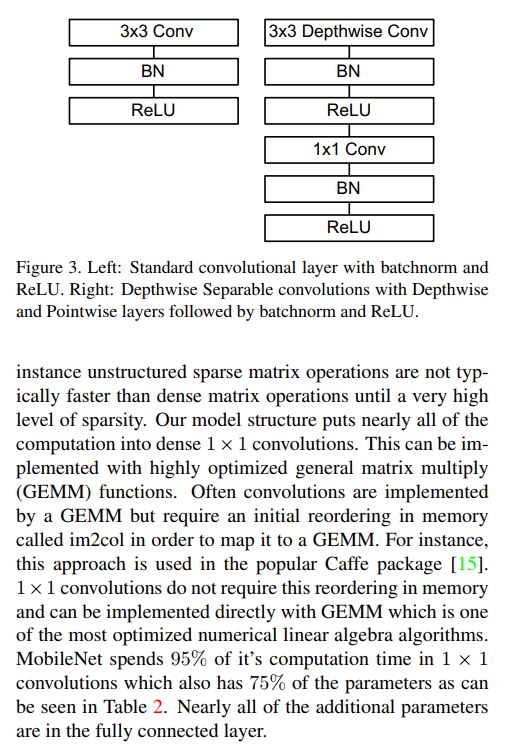 3x3 Conv
BN
ReLU
3x3 Depthwise Conv
BN
ReLU
1x1 Conv
BN
ReLU
Figure 3. Left: Standard convolutional layer with batchnorm and
ReLU. Right: Depthwise Separable convolutions with Depthwise
and Pointwise layers followed by batchnorm and ReLU.
instance unstructured sparse matrix operations are not typ-
ically faster than dense matrix operations until a very high
level of sparsity. Our model structure puts nearly all of the
computation into dense 1 × 1 convolutions. This can be im-
plemented with highly optimized general matrix multiply
(GEMM) functions. Often convolutions are implemented
by a GEMM but require an initial reordering in memory
called im2col in order to map it to a GEMM. For instance,
this approach is used in the popular Caffe package [15].
1 × 1 convolutions do not require this reordering in memory
and can be implemented directly with GEMM which is one
of the most optimized numerical linear algebra algorithms.
MobileNet spends 95% of it's computation time in 1 × 1
convolutions which also has 75% of the parameters as can
be seen in Table 2. Nearly all of the additional parameters
are in the fully connected layer.